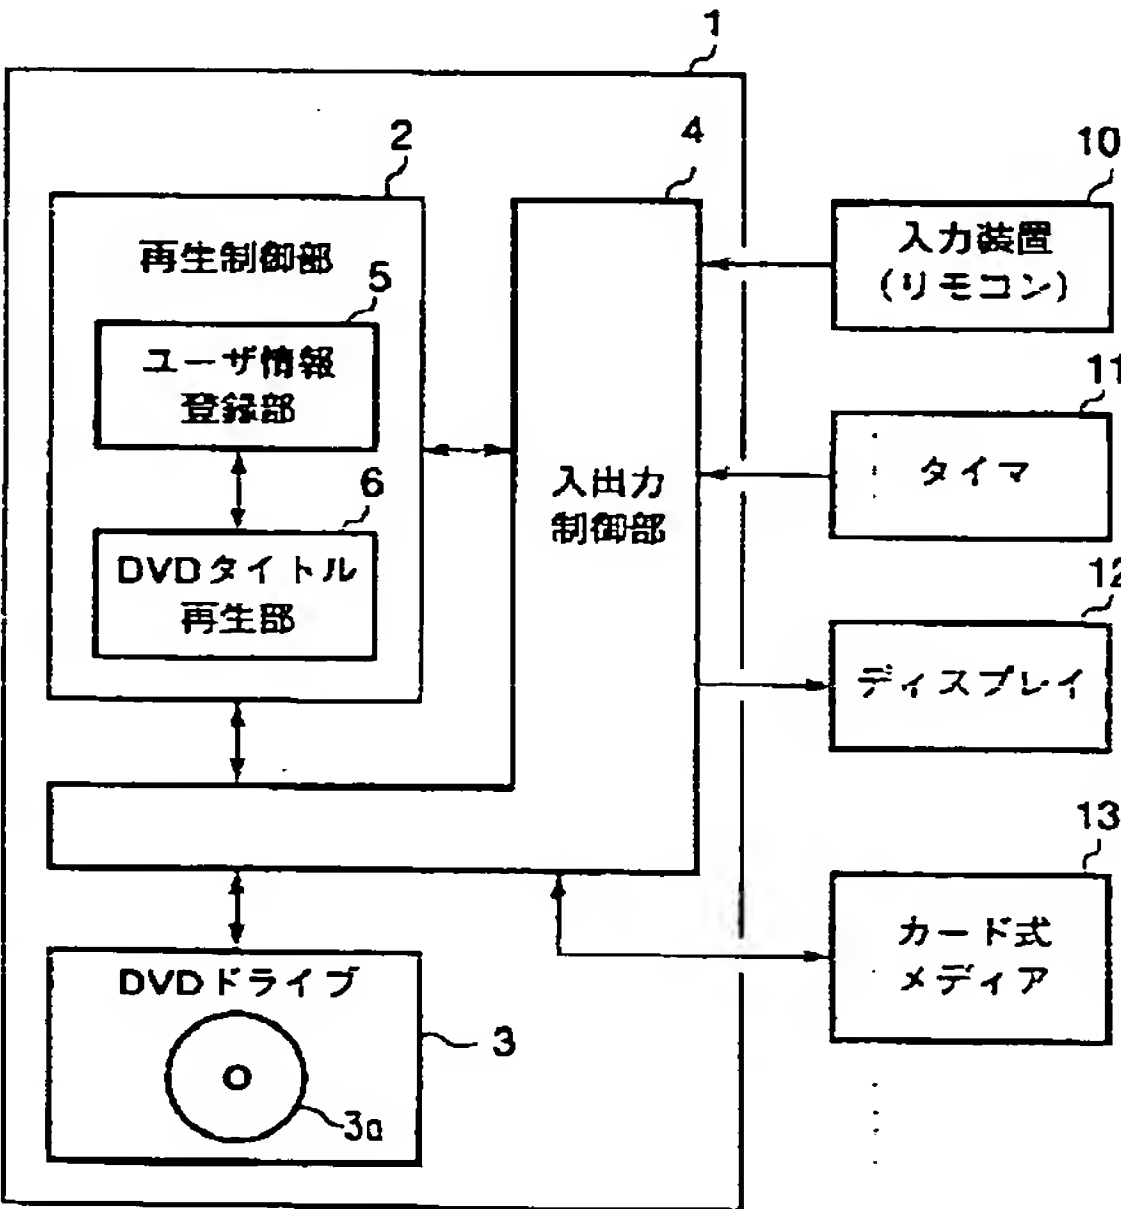 1
2
4
10
再生制御部
入力装置
(リモコン)
5
ユーザ情報
登録部
11
タイマ
6
入出力
制御部
DVDタイトル
再生部
12
ディスプレイ
13
カード式
メディア
DVDドライブ
3
3a